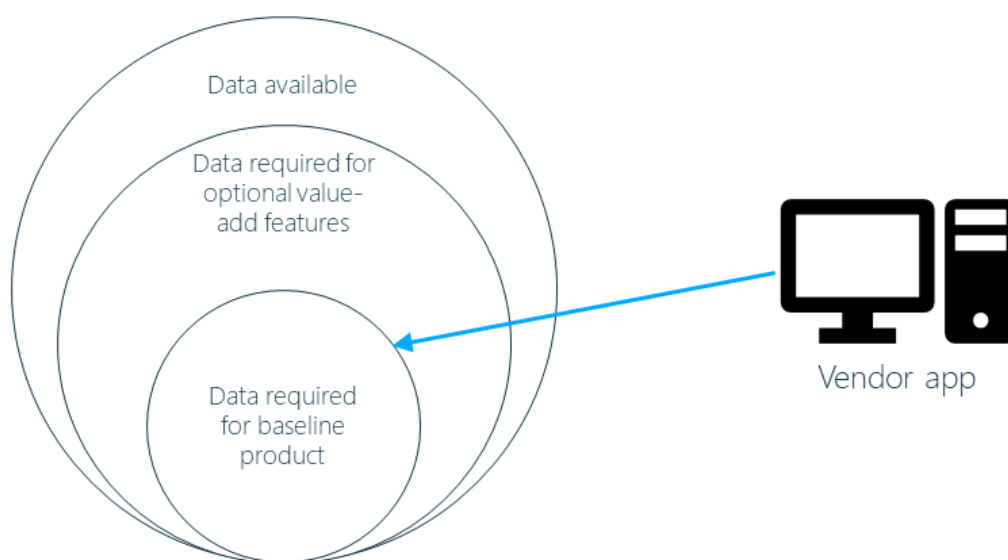 Data available
Data required for
optional value-
add features
Data required
for baseline
product
Vendor app